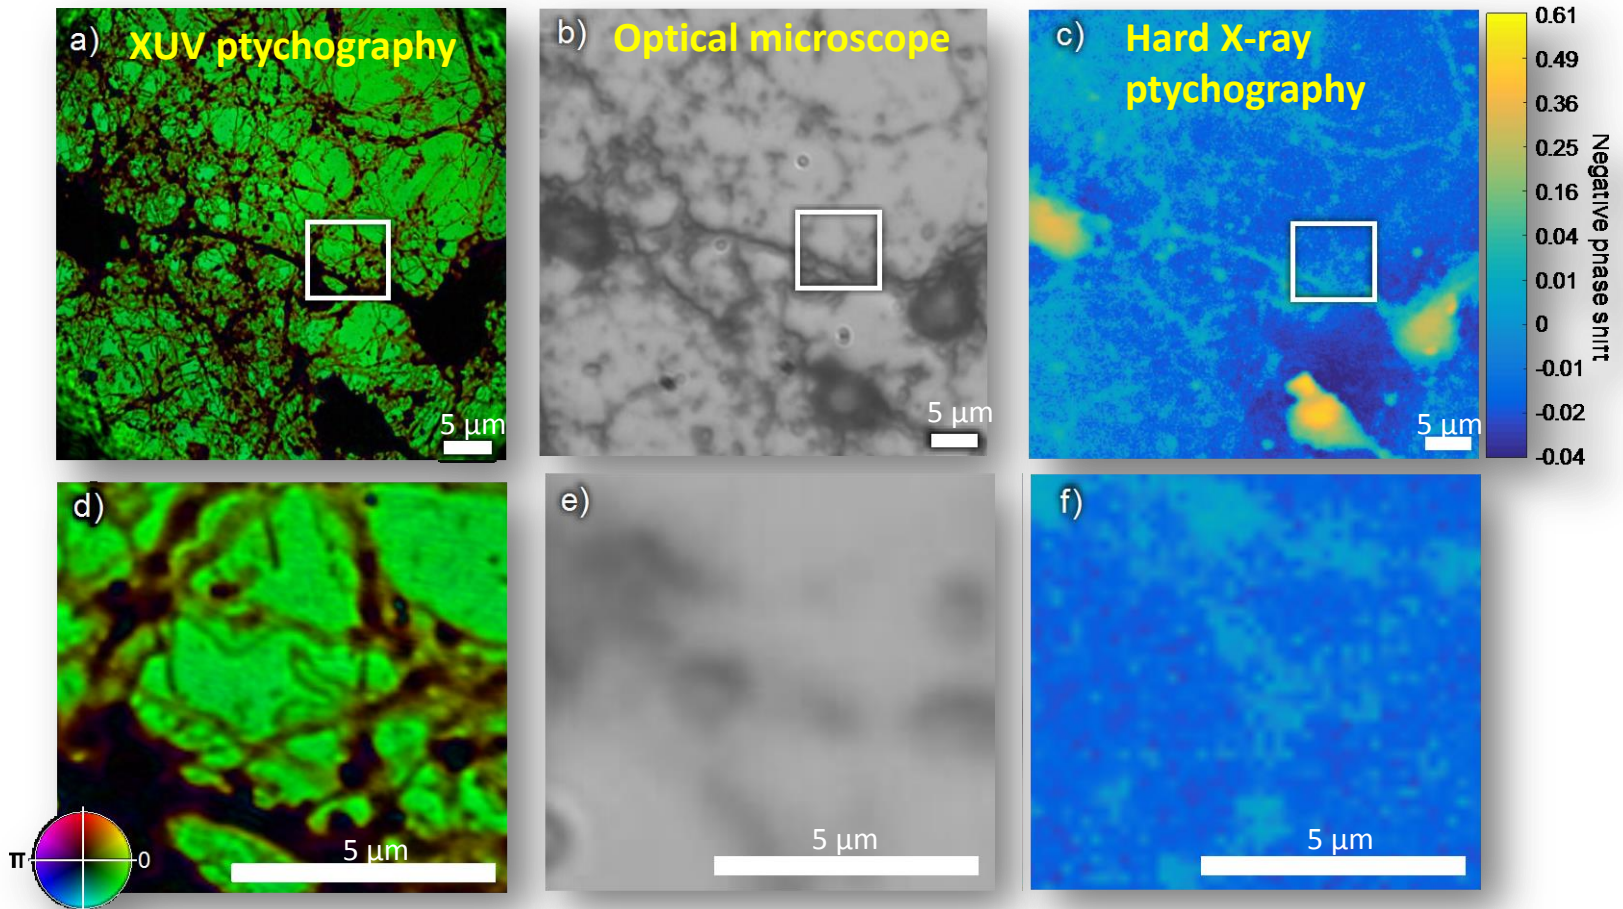 a) XUV ptychography
b) Optical microscope
c) Hard X-ray
ptychography
5 μm
5 μm
5 μm
0.61
0.49
0.36
0.25
0.16
0.04
0.01
0
-0.01
-0.02
-0.04
Negative phase shift
d)
e)
f)
π
0
5 μm
5 μm
5 μm